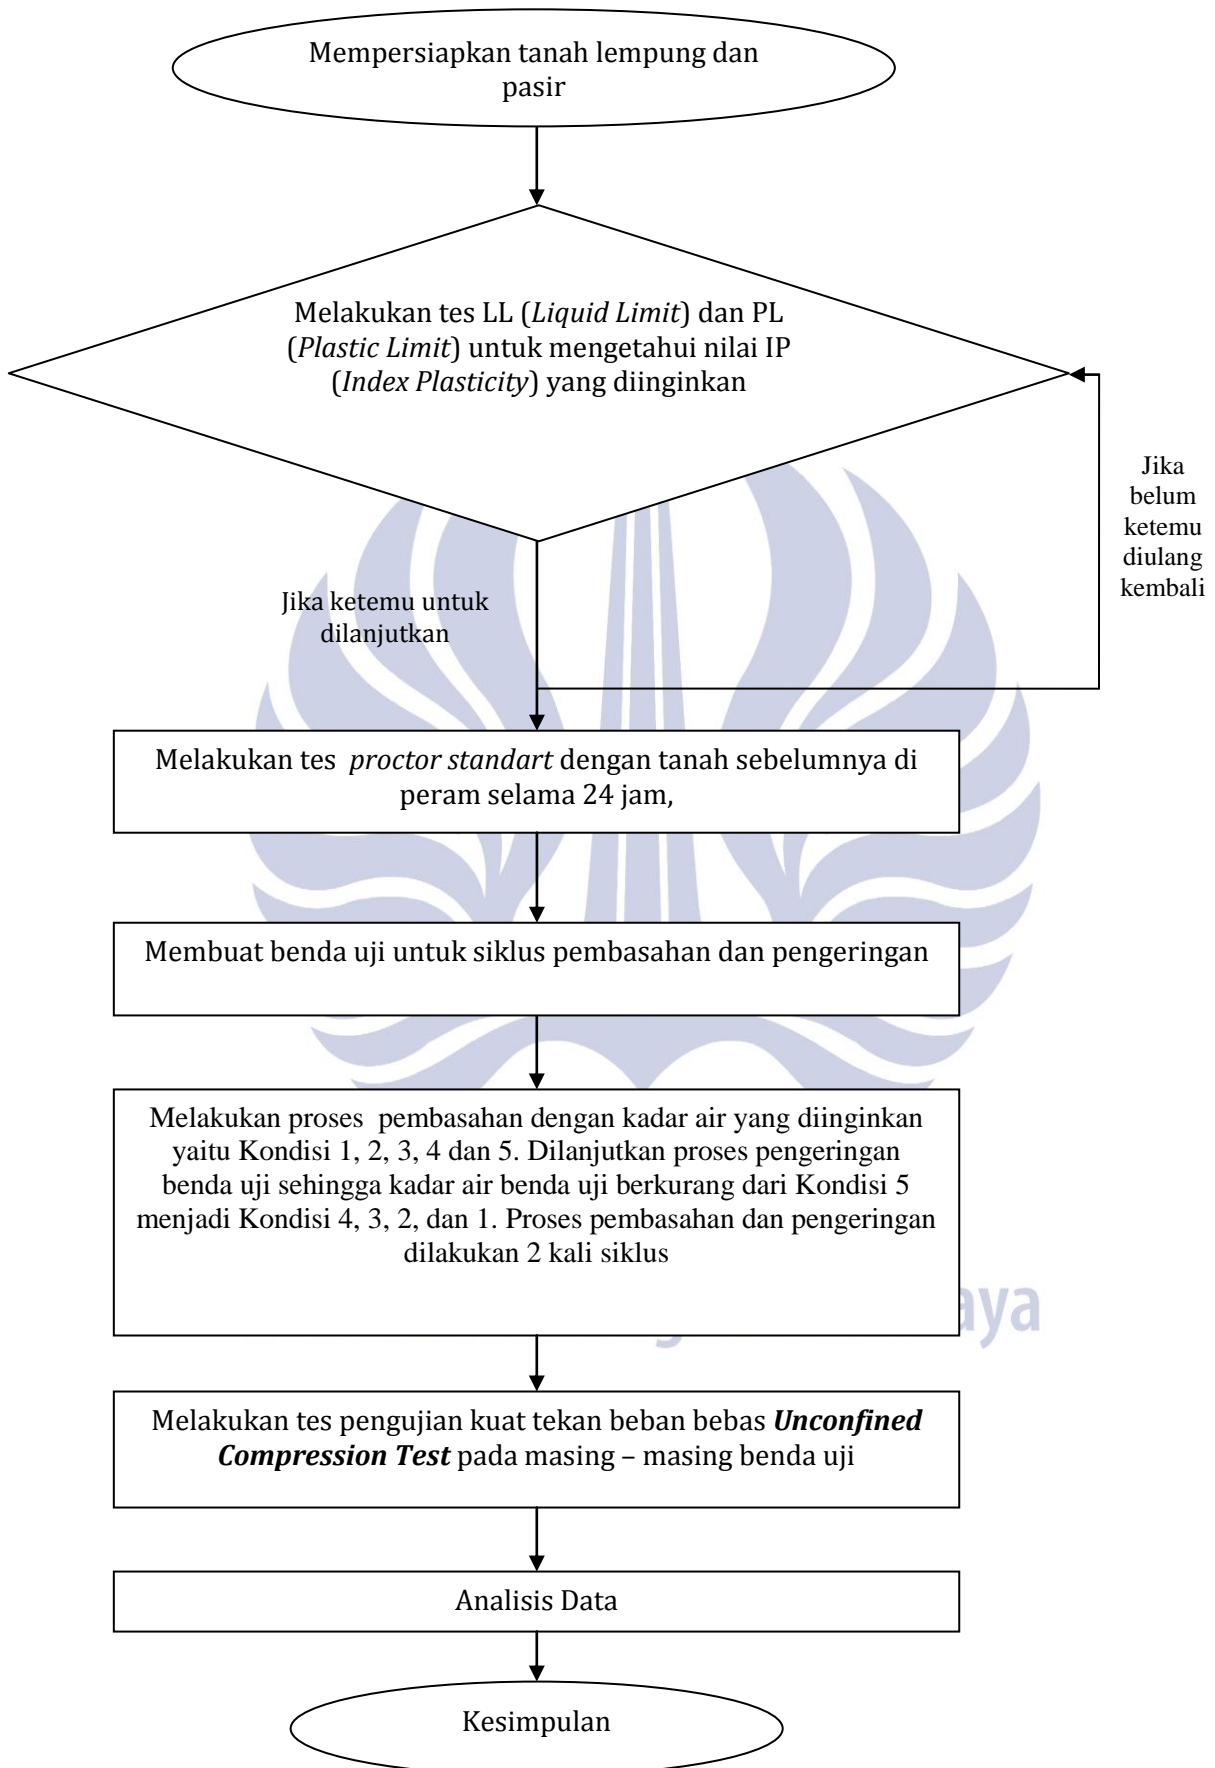 Mempersiapkan tanah lempung dan
pasir
Melakukan tes LL (Liquid Limit) dan PL
(Plastic Limit) untuk mengetahui nilai IP
(Index Plasticity) yang diinginkan
Jika
belum
ketemu
diulang
kembali
Jika ketemu untuk
dilanjutkan
Melakukan tes  proctor standart dengan tanah sebelumnya di
peram selama 24 jam,
Membuat benda uji untuk siklus pembasahan dan pengeringan
Melakukan proses  pembasahan dengan kadar air yang diinginkan
yaitu Kondisi 1, 2, 3, 4 dan 5. Dilanjutkan proses pengeringan
benda uji sehingga kadar air benda uji berkurang dari Kondisi 5
menjadi Kondisi 4, 3, 2, dan 1. Proses pembasahan dan pengeringan
dilakukan 2 kali siklus
aya
Melakukan tes pengujian kuat tekan beban bebas Unconfined
Compression Test pada masing – masing benda uji
Analisis Data
Kesimpulan